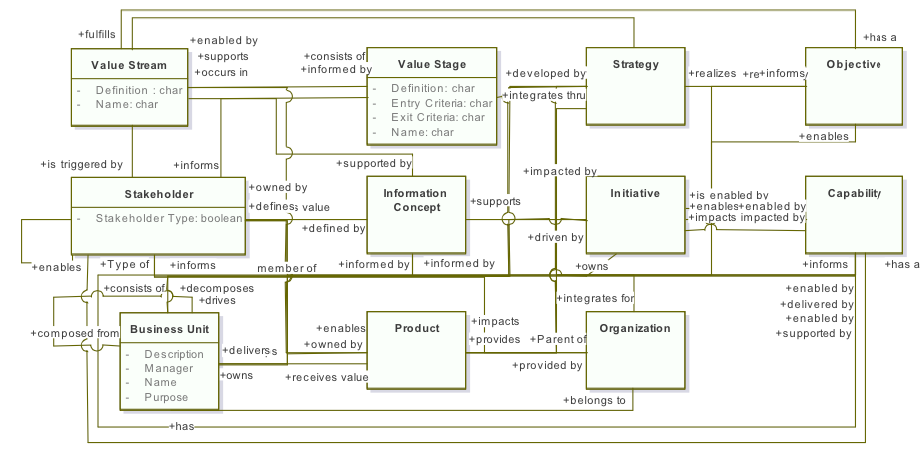 +fulfills
+enabled by
+supports
+occurs in
+consists of
+informed by
+has a
Value Stream
- Definition : char
- Name: char
Value Stage
- Definition: char
- Entry Criteria: char
- Exit Criteria: char
- Name: char
+developed by
+integrates thru
Strategy
+realizes
+informs
Objective
+enables
+is triggered by
+informs
+supported by
+impacted by
Stakeholder
- Stakeholder Type: boolean
+owned by
+defines
value
+defined by
Information
Concept
+supports
+driven by
Initiative
+is enabled by
+enables
+enabled by
+impacts
impacted by
Capability
+enables
+Type of
+informs
member of
+informed by
+informed by
+owns
+informs
+has a
+consists of
+decomposes
+drives
+integrates for
+enabled by
+delivered by
+enabled by
+supported by
+composed from
Business Unit
- Description
- Manager
- Name
- Purpose
+delivers
+owns
+enables
+owned by
+receives value
Product
+impacts
+provides
+Parent of
+provided by
Organization
+belongs to
+has